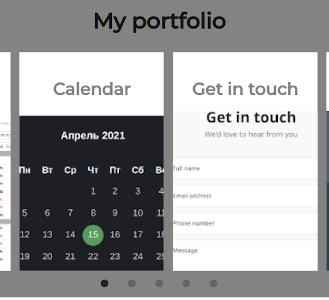 My portfolio
Calendar
Апрель 2021
Пн Вт Ср Чт Пт Сб
1 2 3 4
5 6 7 8 9 10 11
12 13 14 15 16 17 18
19 20 21 22 23 24 25
Get in touch
Get in touch
We'd love to hear from you
Full name
Email address
Phone number
Message